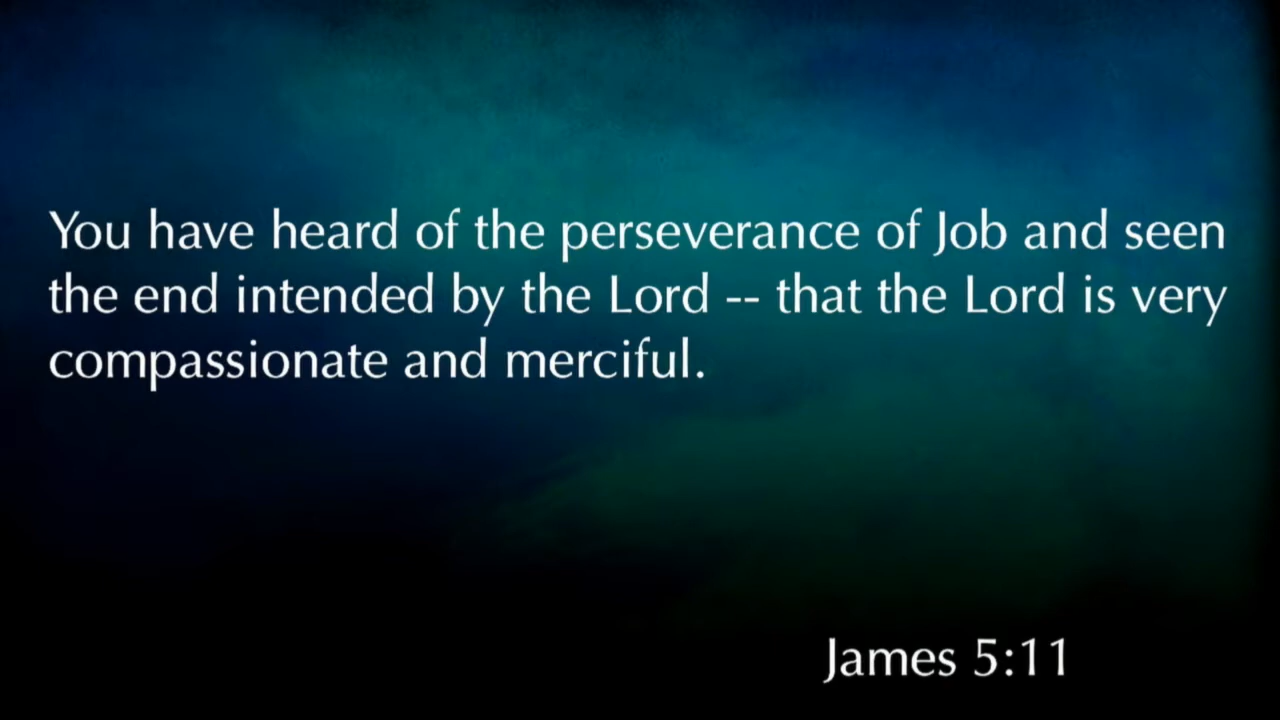 You have heard of the perseverance of Job and seen
the end intended by the Lord -- that the Lord is very
compassionate and merciful.
James 5:11